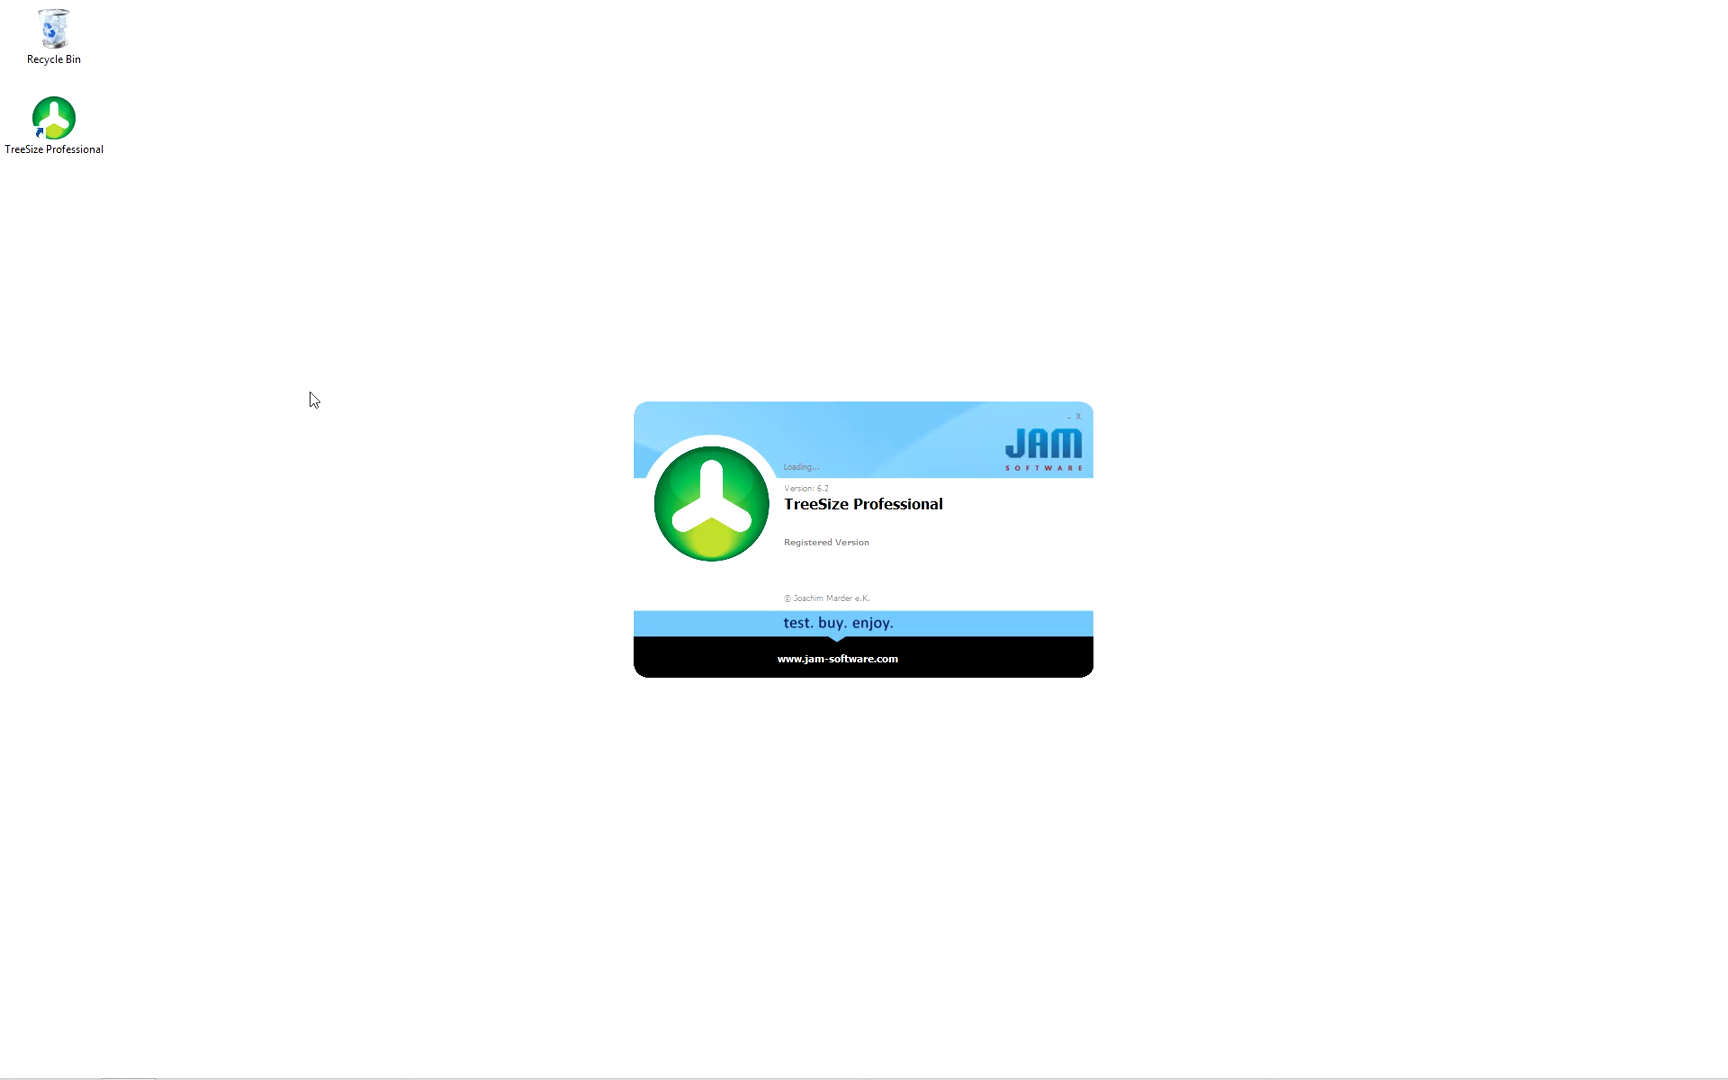 Recycle Bin
TreeSize Professional
- X
JAM
SOFTWARE
Loading...
Version: 6.2
TreeSize Professional
Registered Version
© Joachim Marder e.K.
test. buy. enjoy.
www.jam-software.com